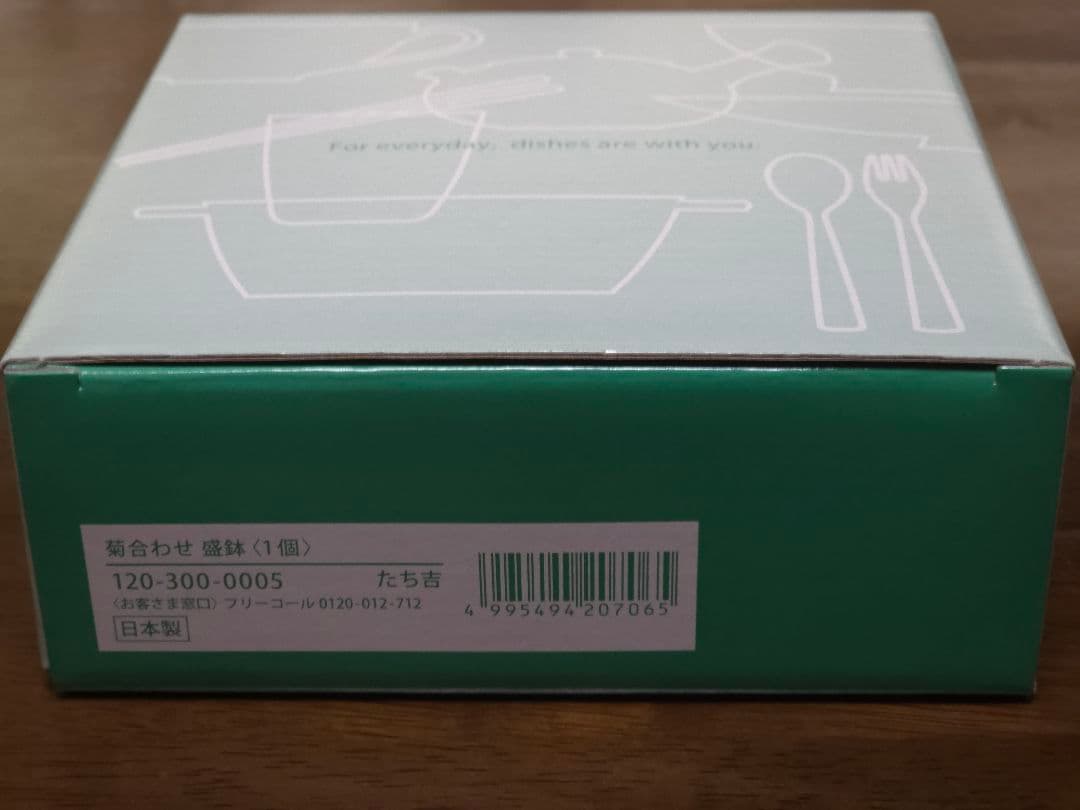 For everyday, dishes are with you.
菊合わせ 盛鉢〈1個〉
120-300-0005 たち吉
〈お客さま窓口〉フリーコール 0120-012-712
日本製
4 995494 207065